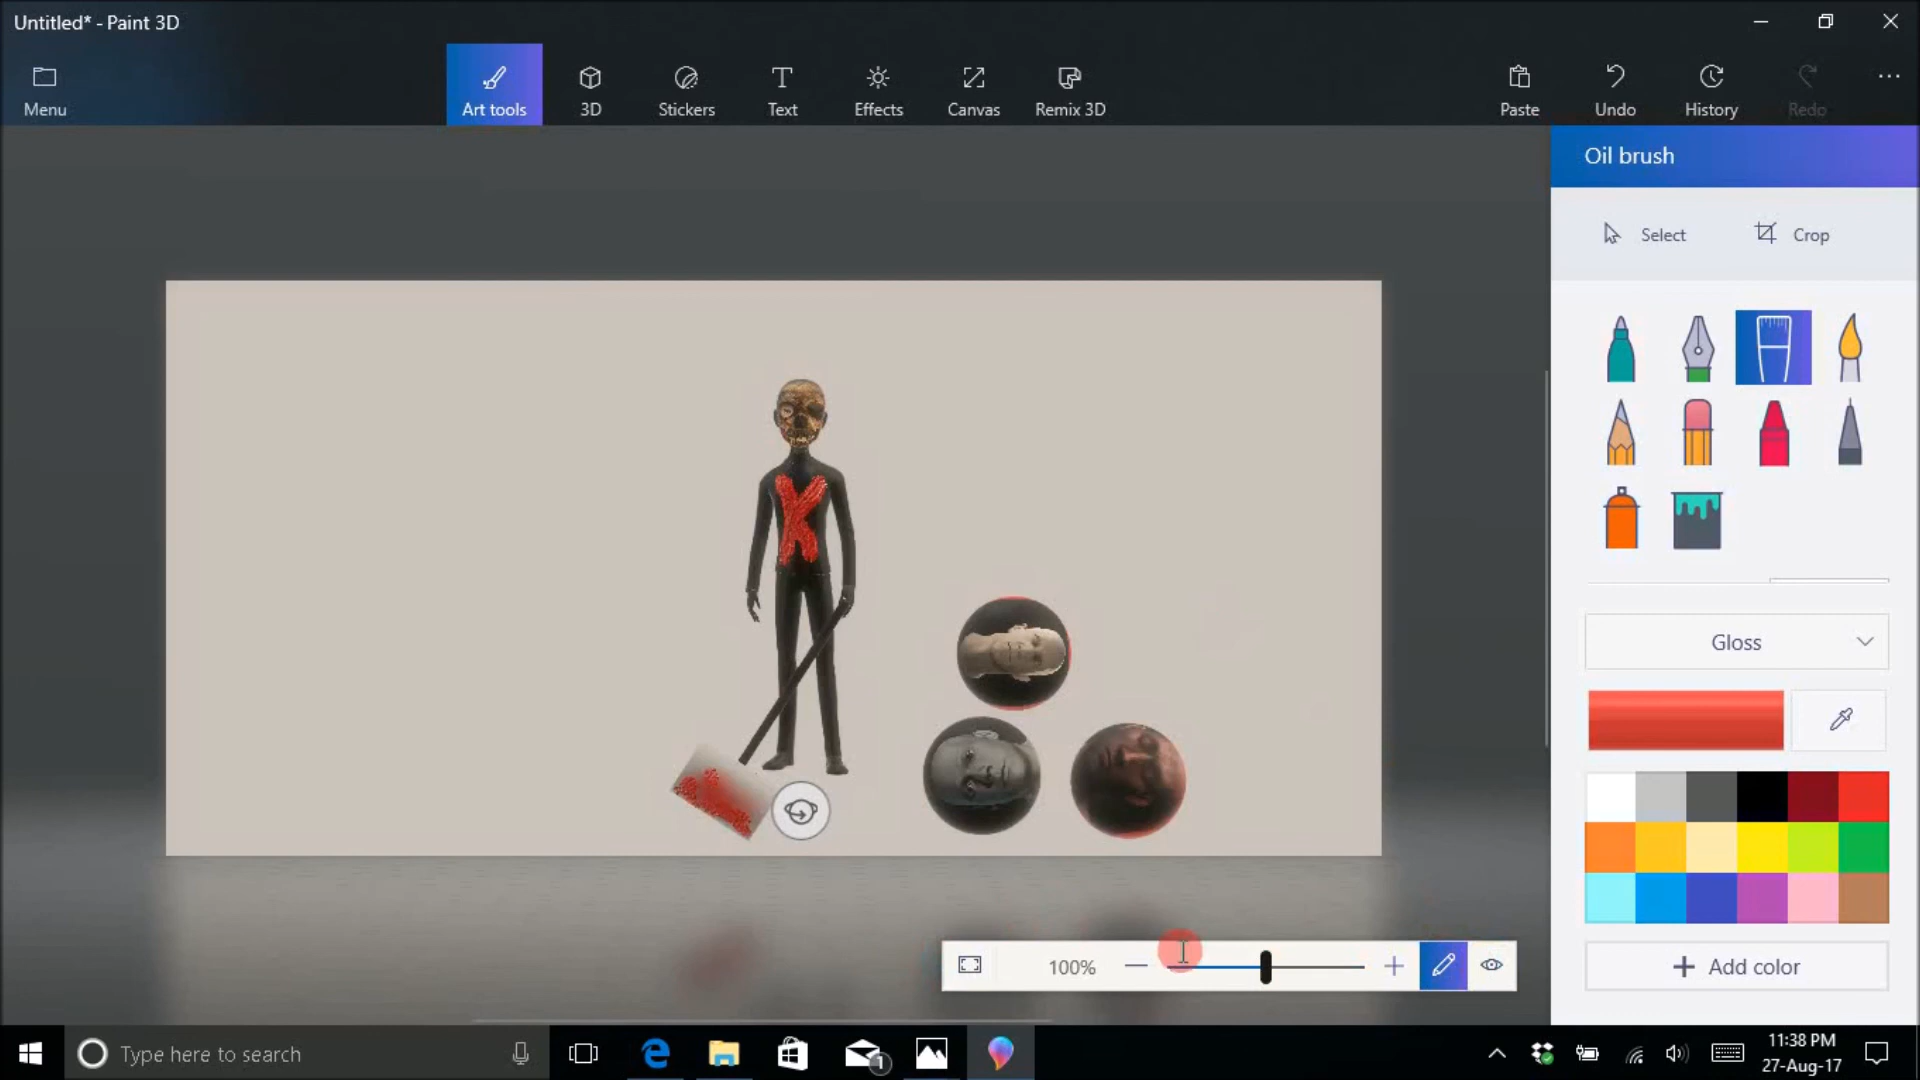 Untitled* - Paint 3D
Menu
Art tools
3D
Stickers
Text
Effects
Canvas
Remix 3D
Paste
Undo
History
Redo
Oil brush
Select
Crop
Gloss
X
100%
Add color
Type here to search
1
11:38 PM
27-Aug-17